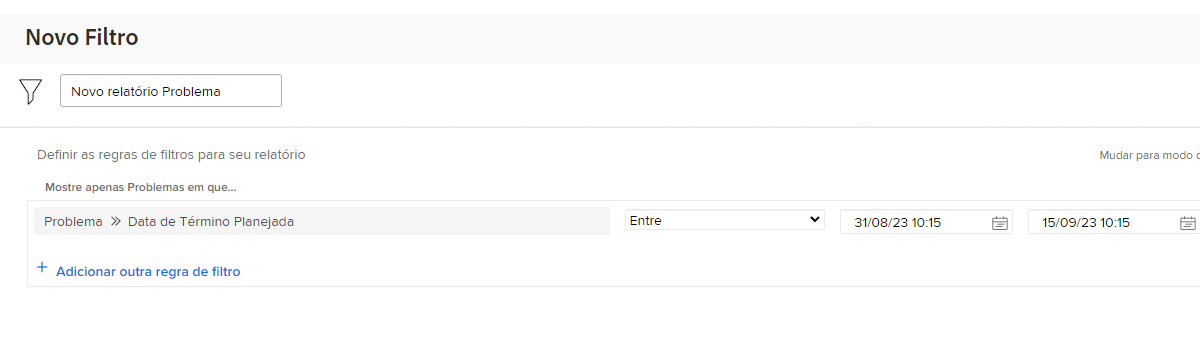 Novo Filtro
Novo relatório Problema
Definir as regras de filtros para seu relatório
Mudar para modo
Mostre apenas Problemas em que...
Problema Data de Término Planejada Entre 31/08/23 10:15 15/09/23 10:15
+ Adicionar outra regra de filtro